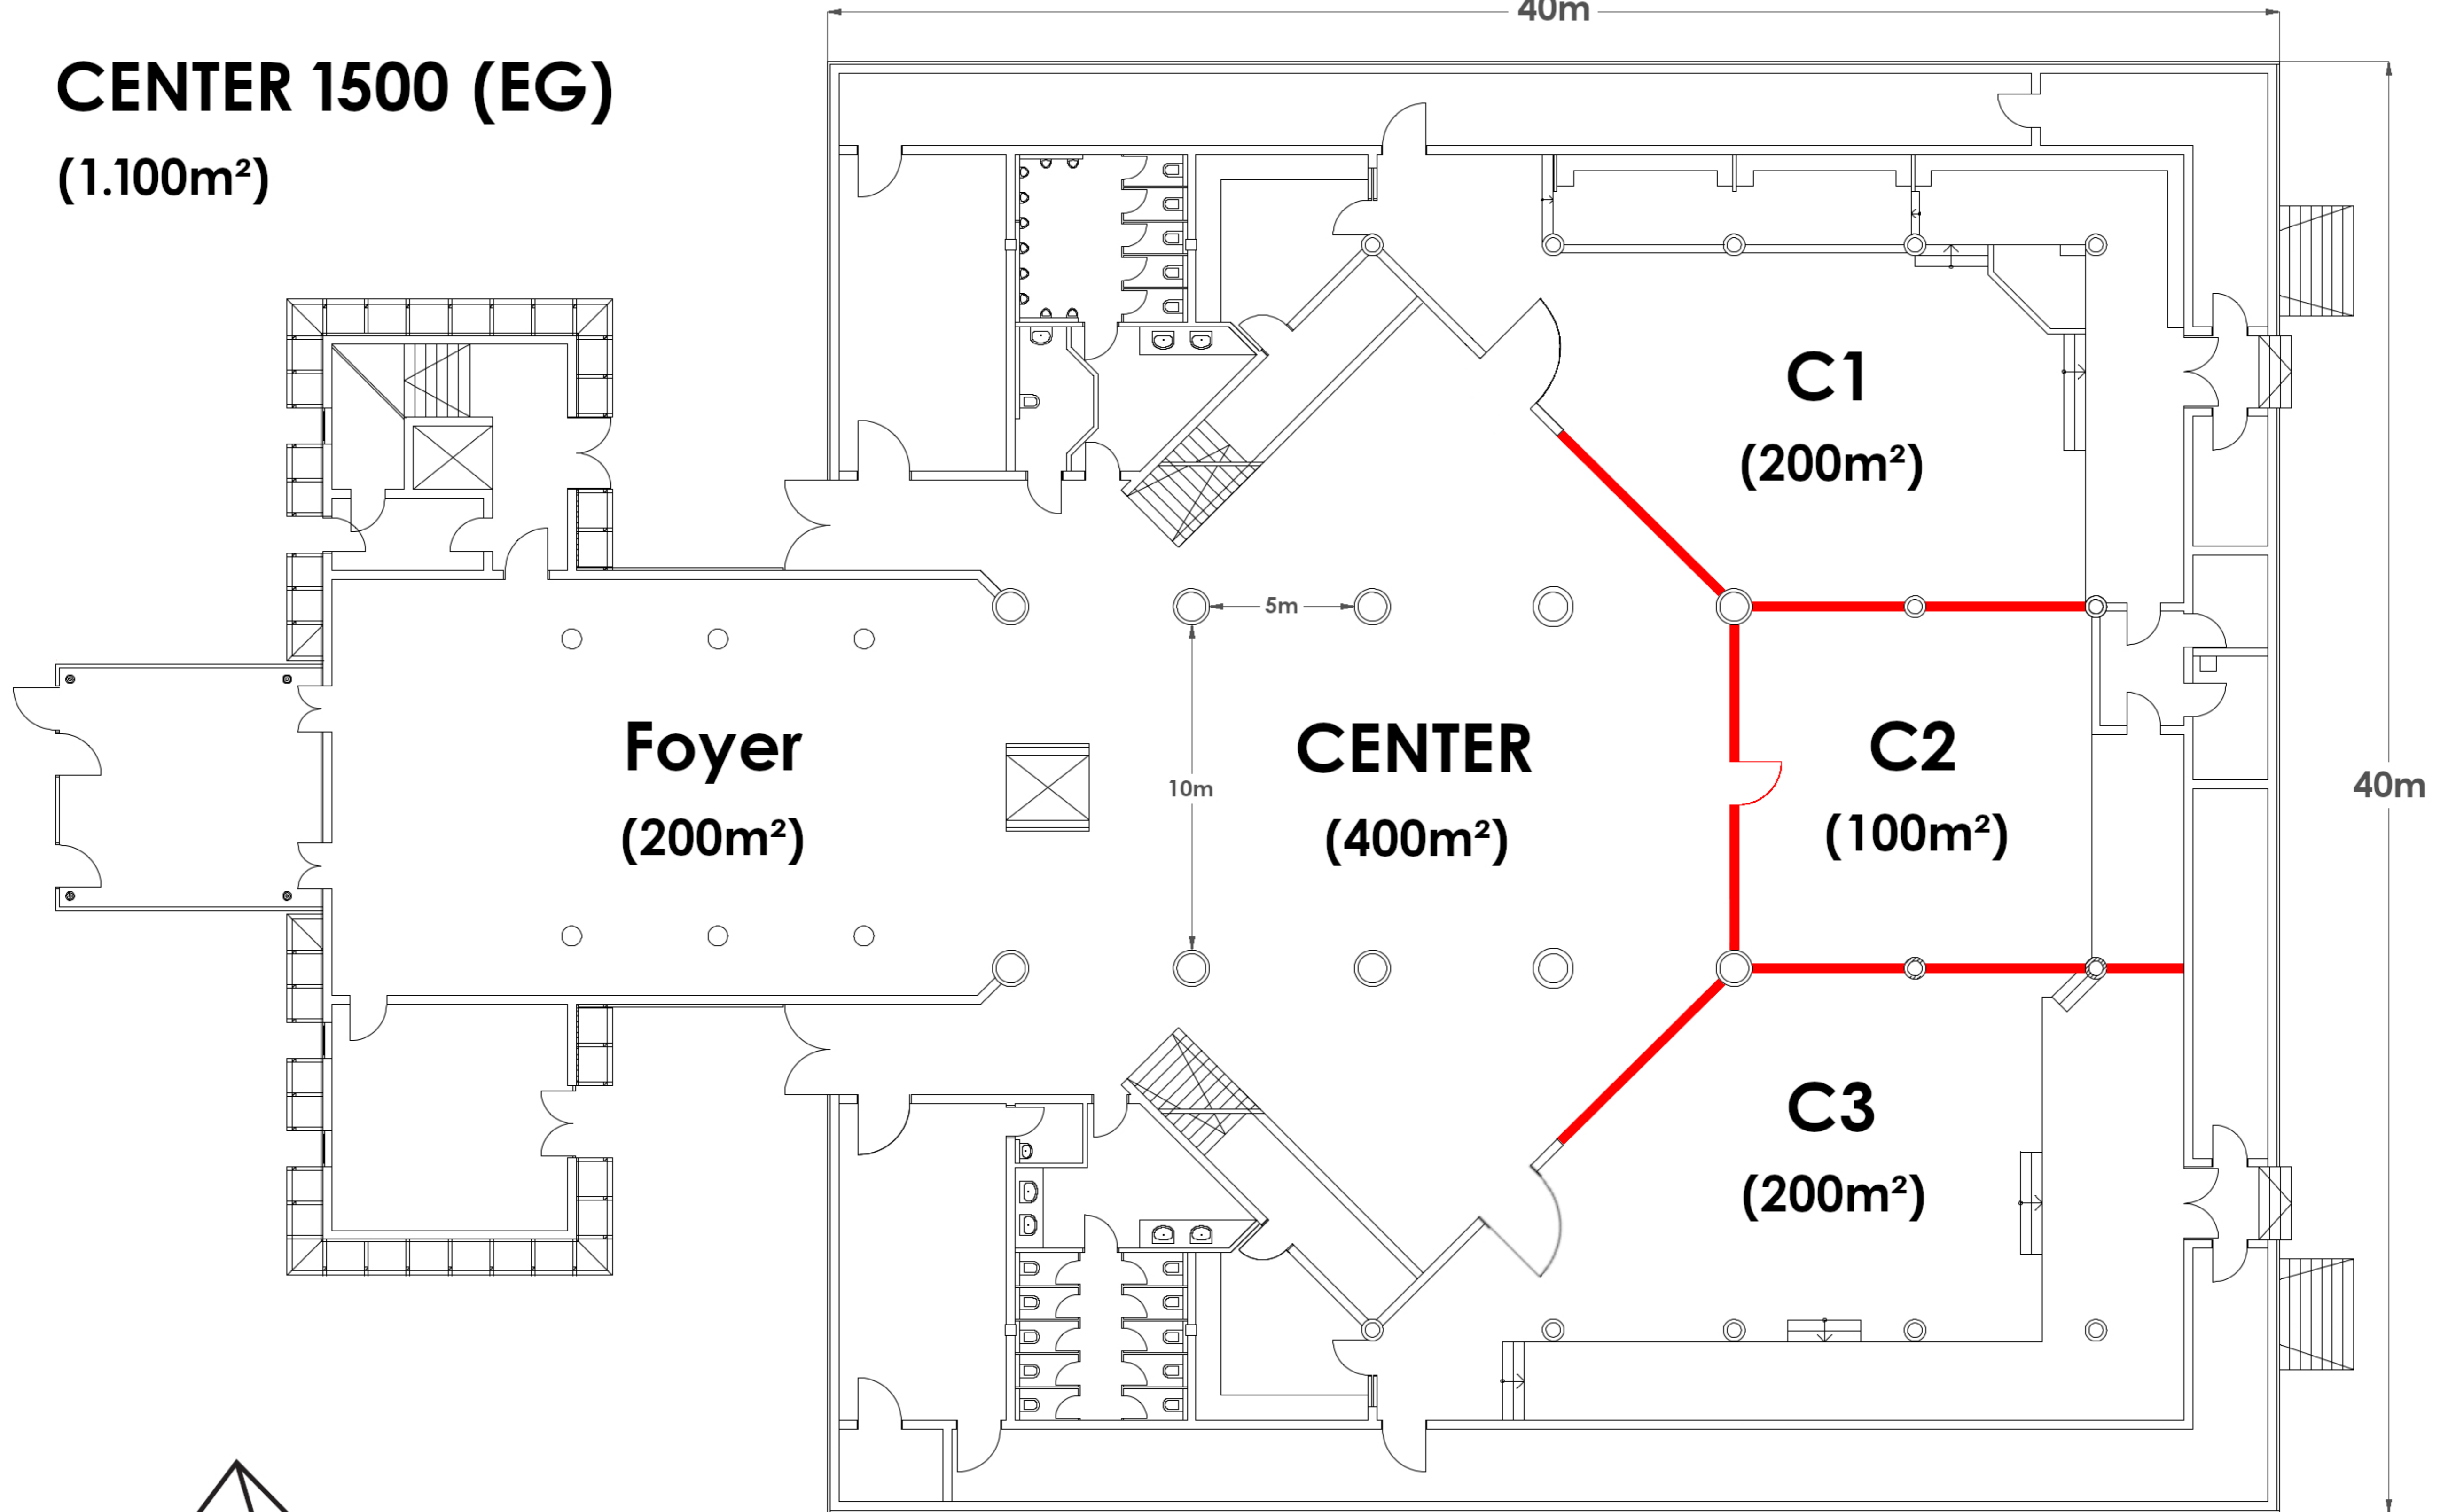 40m
CENTER 1500 (EG)
(1.100m²)
C1
(200m²)
5m
Foyer
(200m²)
10m
CENTER
(400m²)
C2
(100m²)
40m
C3
(200m²)